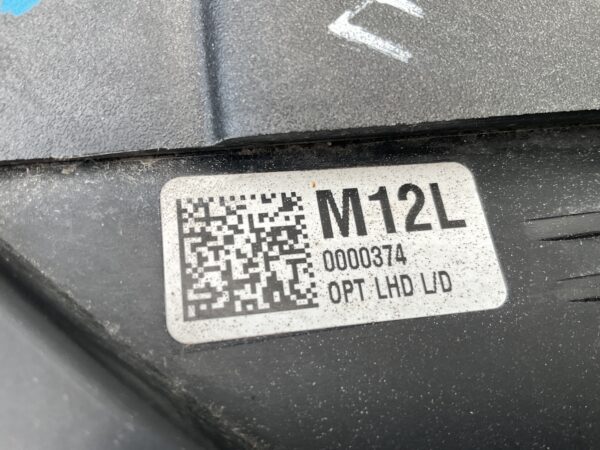 M12L
0000374
OPT LHD L/D